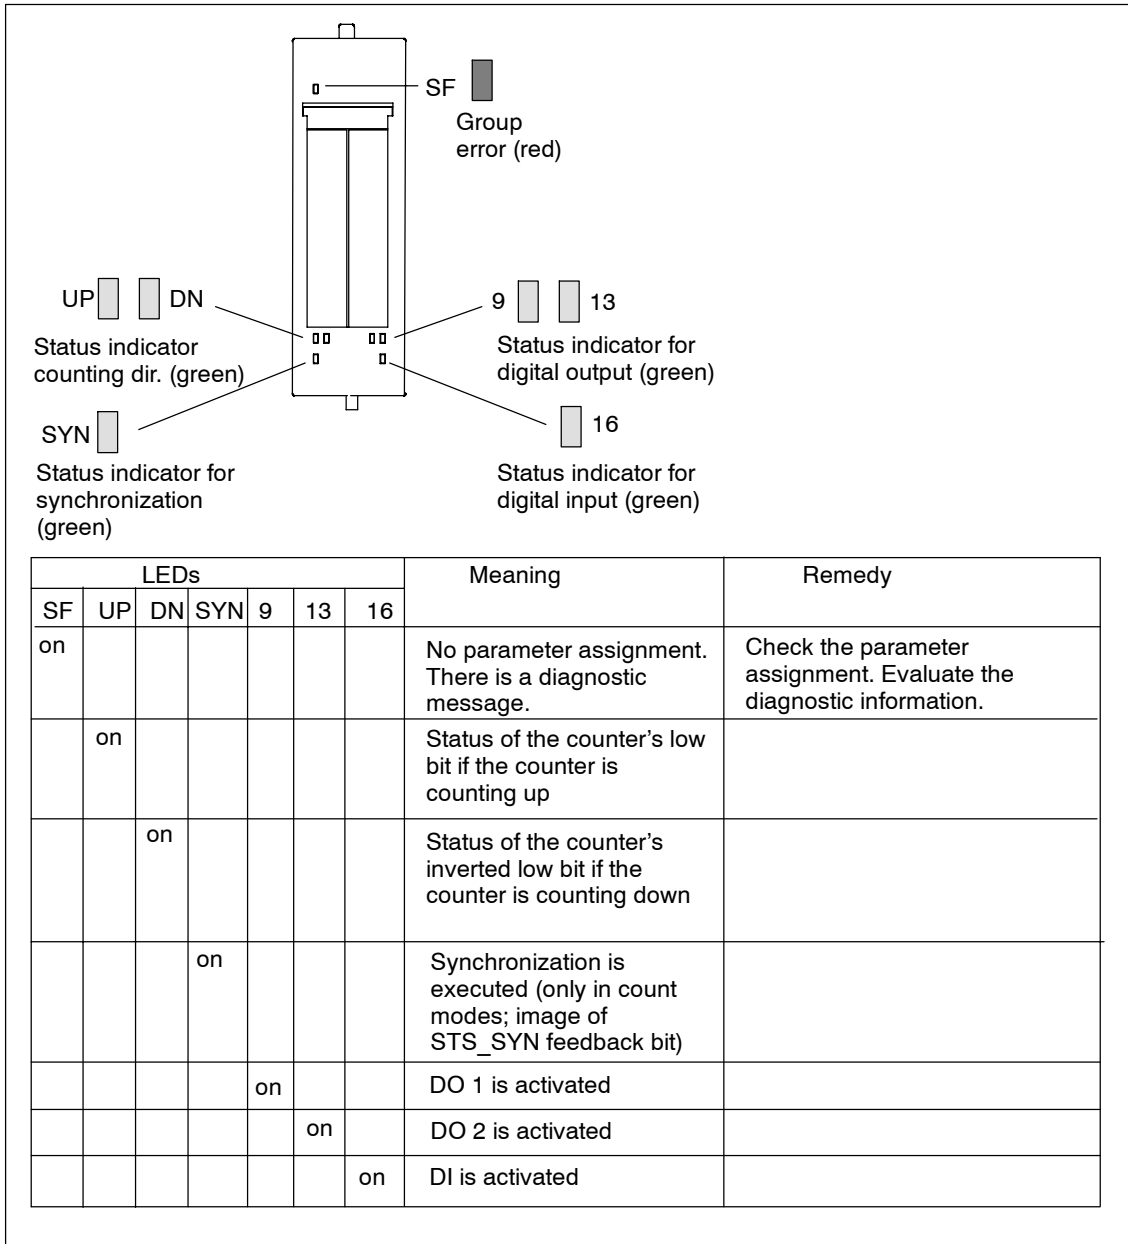 SF
Group
error (red)
UP DN
9 13
Status indicator
counting dir. (green)
Status indicator for
digital output (green)
SYN
16
Status indicator for
synchronization
(green)
Status indicator for
digital input (green)
LEDs Meaning Remedy
SF UP DN SYN 9 13 16
on
No parameter assignment.
There is a diagnostic
message.
Check the parameter
assignment. Evaluate the
diagnostic information.
on
Status of the counter's low
bit if the counter is
counting up
on
Status of the counter's
inverted low bit if the
counter is counting down
on
Synchronization is
executed (only in count
modes; image of
STS_SYN feedback bit)
on DO 1 is activated
on DO 2 is activated
on DI is activated